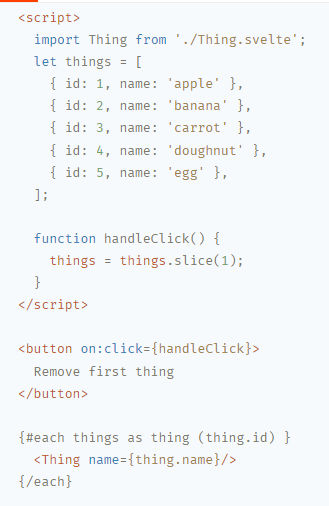 <script>
  import Thing from './Thing.svelte';
  let things = [
    { id: 1, name: 'apple' },
    { id: 2, name: 'banana' },
    { id: 3, name: 'carrot' },
    { id: 4, name: 'doughnut' },
    { id: 5, name: 'egg' },
  ];

  function handleClick() {
    things = things.slice(1);
  }
</script>

<button on:click={handleClick}>
  Remove first thing
</button>

{#each things as thing (thing.id) }
  <Thing name={thing.name}/>
{/each}